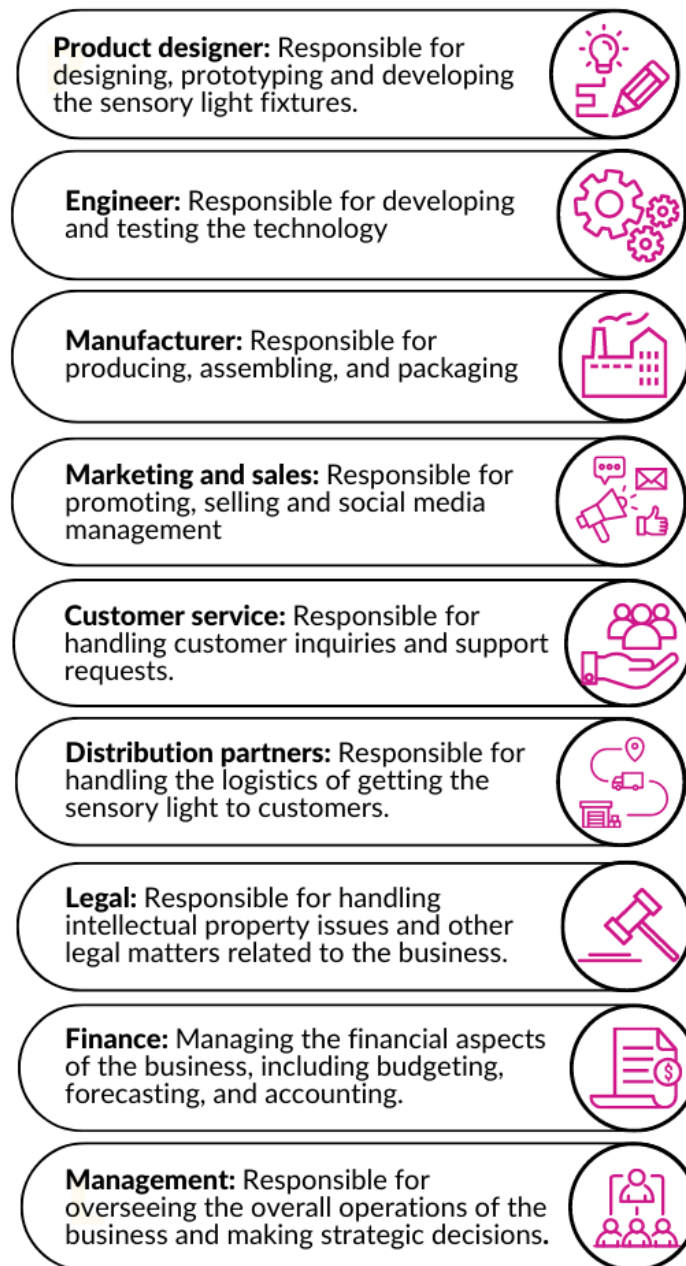 Product designer: Responsible for
designing, prototyping and developing
the sensory light fixtures.
Engineer: Responsible for developing
and testing the technology
Manufacturer: Responsible for
producing, assembling, and packaging
Marketing and sales: Responsible for
promoting, selling and social media
management
Customer service: Responsible for
handling customer inquiries and support
requests.
Distribution partners: Responsible for
handling the logistics of getting the
sensory light to customers.
Legal: Responsible for handling
intellectual property issues and other
legal matters related to the business.
Finance: Managing the financial aspects
of the business, including budgeting,
forecasting, and accounting.
$
Management: Responsible for
overseeing the overall operations of the
business and making strategic decisions.